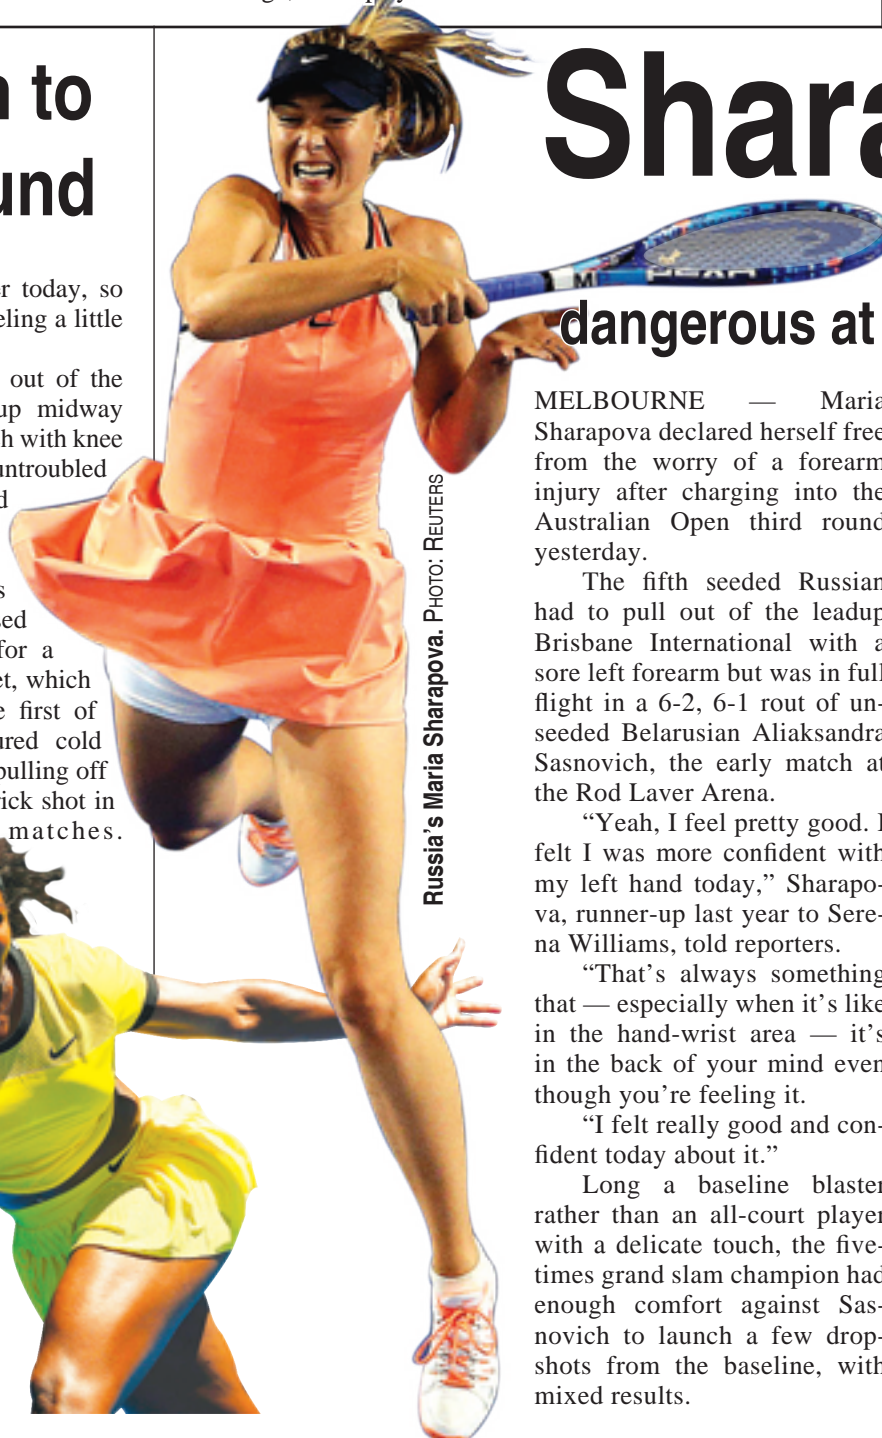 n to
und
r today, so
eling a little
out of the
up midway
h with knee
untroubled
d
s
sed
for a
et, which
e first of
ured cold
pulling off
rick shot in
matches.
Russia's Maria Sharapova. PHOTO: REUTERS
Shara
dangerous at
MELBOURNE — Maria
Sharapova declared herself free
from the worry of a forearm
injury after charging into the
Australian Open third round
yesterday.
The fifth seeded Russian
had to pull out of the leadup
Brisbane International with a
sore left forearm but was in full
flight in a 6-2, 6-1 rout of un-
seeded Belarusian Aliaksandra
Sasnovich, the early match at
the Rod Laver Arena.
“Yeah, I feel pretty good. I
felt I was more confident with
my left hand today,” Sharapo-
va, runner-up last year to Sere-
na Williams, told reporters.
“That’s always something
that — especially when it’s like
in the hand-wrist area — it’s
in the back of your mind even
though you’re feeling it.
“I felt really good and con-
fident today about it.”
Long a baseline blaster
rather than an all-court player
with a delicate touch, the five-
times grand slam champion had
enough comfort against Sas-
novich to launch a few drop-
shots from the baseline, with
mixed results.